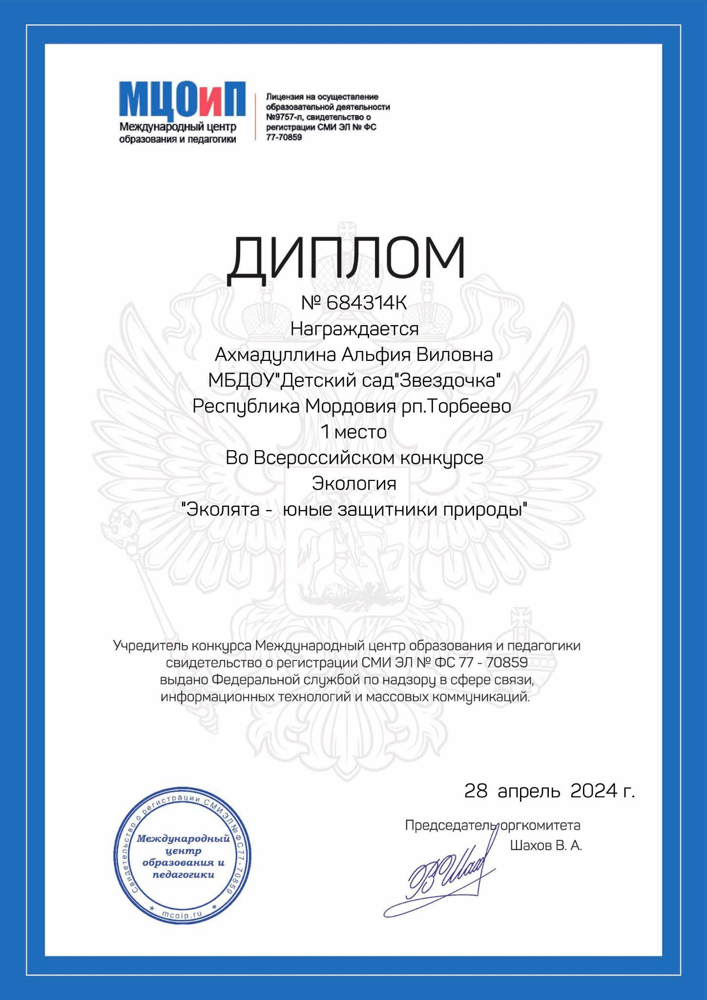 МЦОиП
Международный центр
образования и педагогики
Лицензия на осуществление
образовательной деятельности
№9757-л, свидетельство о
регистрации СМИ ЭЛ № ФС
77-70859
ДИПЛОМ
№ 684314К
Награждается
Ахмадуллина Альфия Виловна
МБДОУ"Детский сад"Звездочка"
Республика Мордовия рп.Торбеево
1 место
Во Всероссийском конкурсе
Экология
"Эколята -  юные защитники природы"
Учредитель конкурса Международный центр образования и педагогики
свидетельство о регистрации СМИ ЭЛ № ФС 77 - 70859
выдано Федеральной службой по надзору в сфере связи,
информационных технологий и массовых коммуникаций.
28  апрель  2024 г.
Председатель оргкомитета
Шахов В. А.
Свидетельство о регистрации СМИ ЭЛ № ФС 77-70859
Международный
центр
образования и
педагогики
* mcoip.ru *